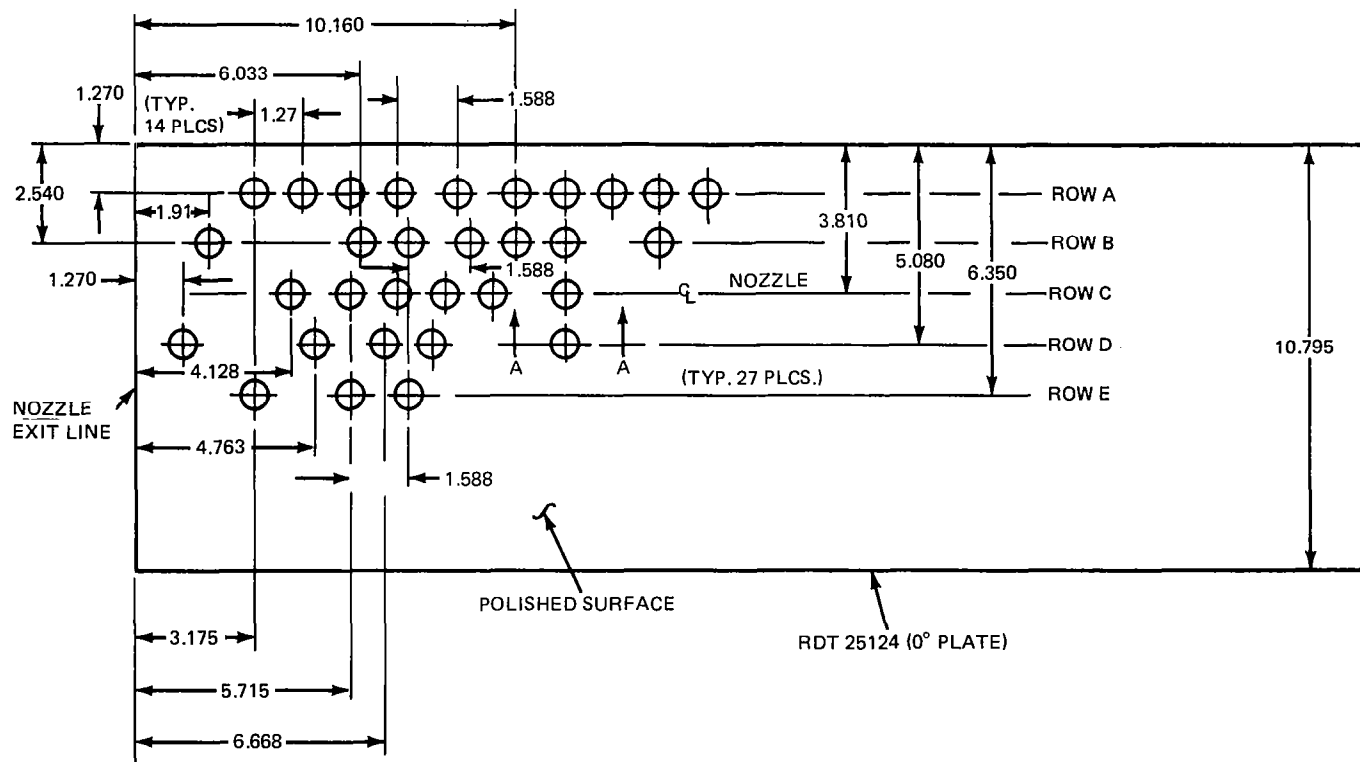 10.160
6.033
1.270
(TYP.
14 PLCS)
1.27
1.588
2.540
1.91
ROW A
3.810
ROW B
5.080
6.350
1.270
1.588
NOZZLE
℄
ROW C
ROW D
10.795
A
A
4.128
(TYP. 27 PLCS.)
ROW E
NOZZLE
EXIT LINE
4.763
1.588
POLISHED SURFACE
RDT 25124 (0° PLATE)
3.175
5.715
6.668